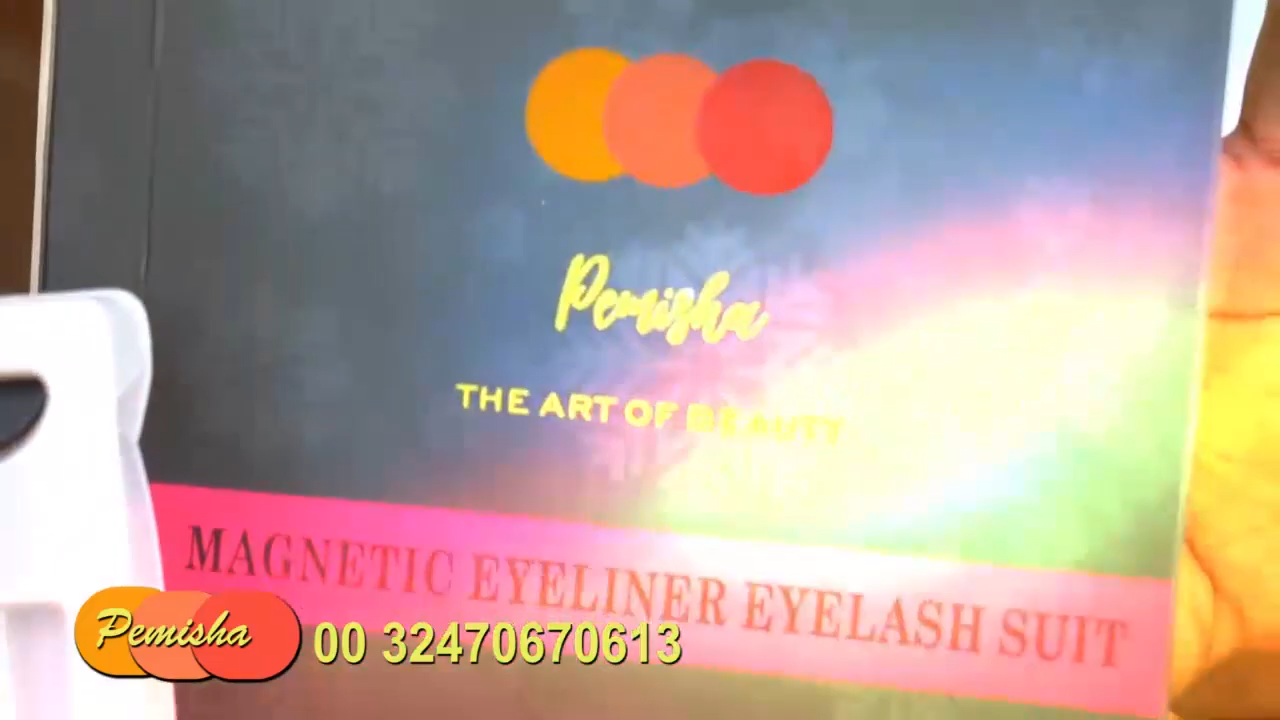 Pemisha
THE ART OF BEAUTY
MAGNETIC EYELINER EYELASH SUIT
Pemisha 00 32470670613